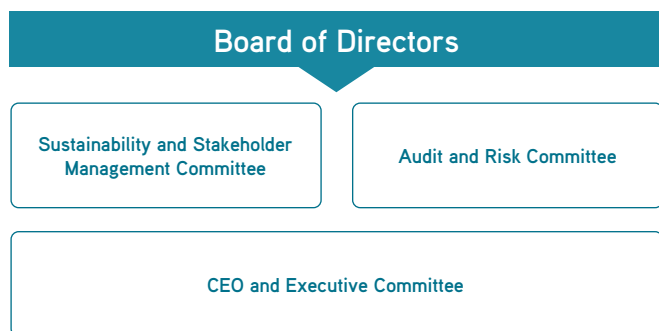 Board of Directors
Sustainability and Stakeholder
Management Committee
Audit and Risk Committee
CEO and Executive Committee